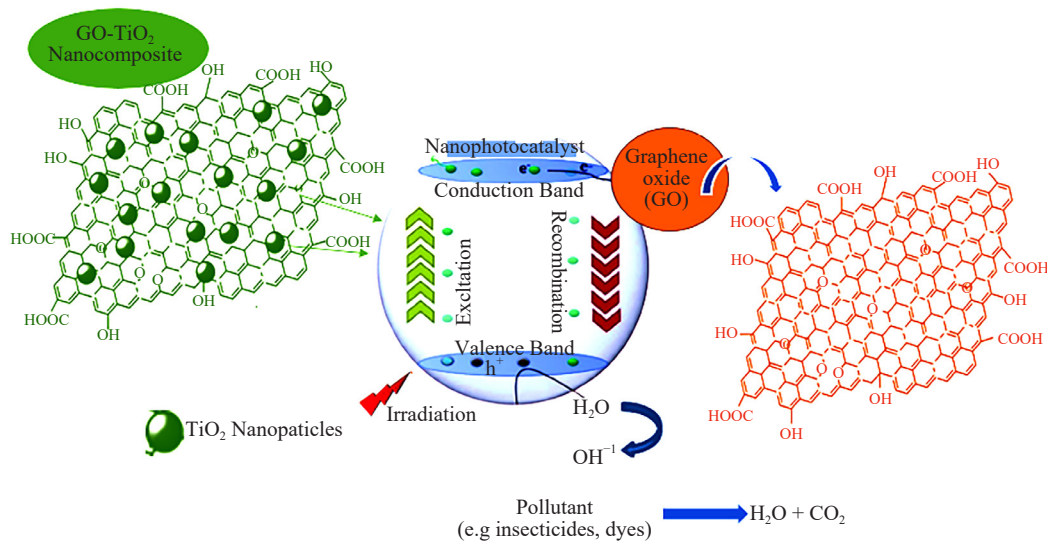 GO-TiO₂
Nanocomposite
OH
COOH
COOH
HO
HO
HO
COOH
OH
HOOC
COOH
HOOC
OH
OH
O
O
O
O
O
O
O
Nanophotocatalyst
e⁻
e⁻
Conduction Band
Graphene
oxide
(GO)
Excltation
Recombination
Valence Band
h⁺
Irradiation
H₂O
OH⁻¹
TiO₂ Nanopaticles
HO
OH
COOH
COOH
HOOC
HO
COOH
OH
HO
COOH
HOOC
OH
OH
O
O
O
O
O
O
O
Pollutant
(e.g insecticides, dyes)
H₂O + CO₂